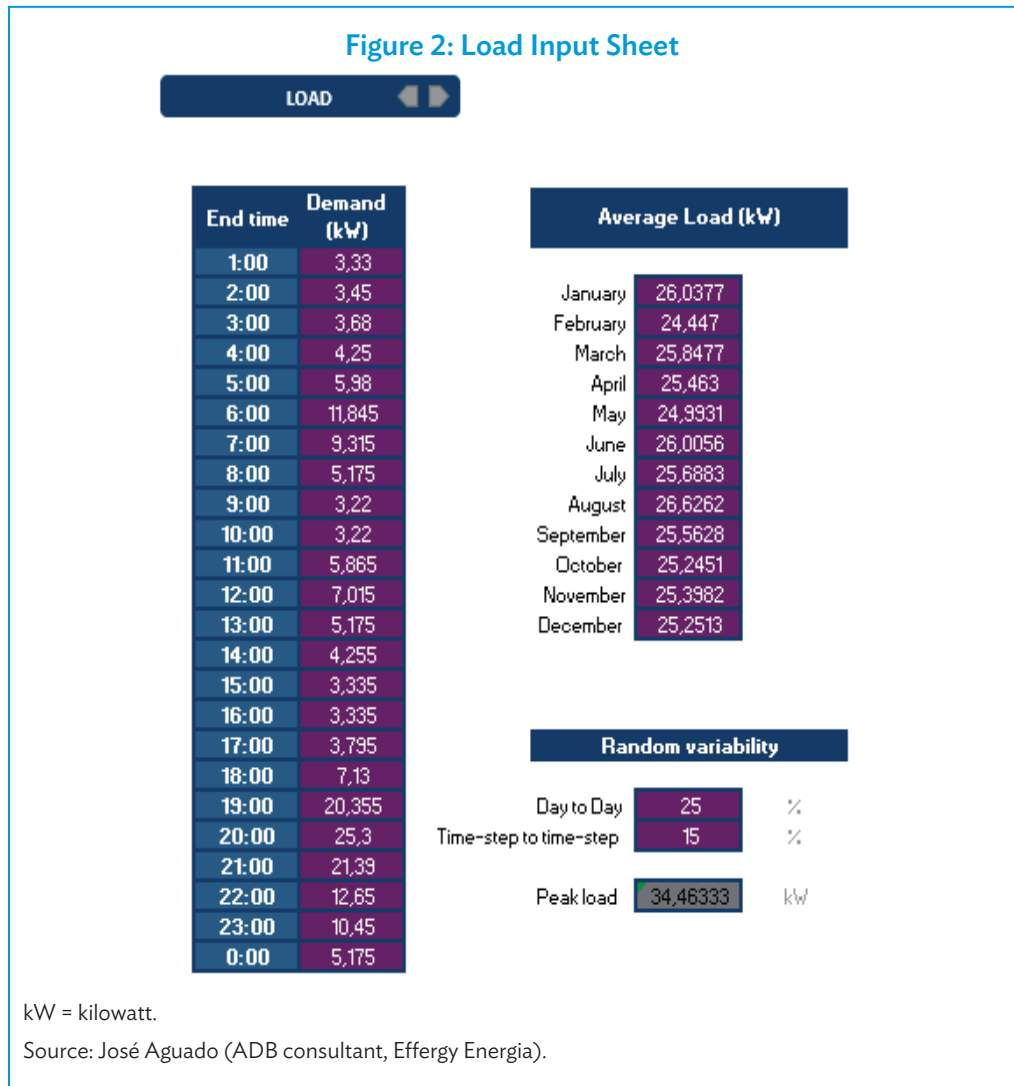 Figure 2: Load Input Sheet
LOAD
End time Demand (kW)
1:00 3,33
2:00 3,45
3:00 3,68
4:00 4,25
5:00 5,98
6:00 11,845
7:00 9,315
8:00 5,175
9:00 3,22
10:00 3,22
11:00 5,865
12:00 7,015
13:00 5,175
14:00 4,255
15:00 3,335
16:00 3,335
17:00 3,795
18:00 7,13
19:00 20,355
20:00 25,3
21:00 21,39
22:00 12,65
23:00 10,45
0:00 5,175
Average Load (kW)
January 26,0377
February 24,447
March 25,8477
April 25,463
May 24,9931
June 26,0056
July 25,6883
August 26,6262
September 25,5628
October 25,2451
November 25,3982
December 25,2513
Random variability
Day to Day 25 %
Time-step to time-step 15 %
Peak load 34,46333 kW
kW = kilowatt.
Source: José Aguado (ADB consultant, Effergy Energia).